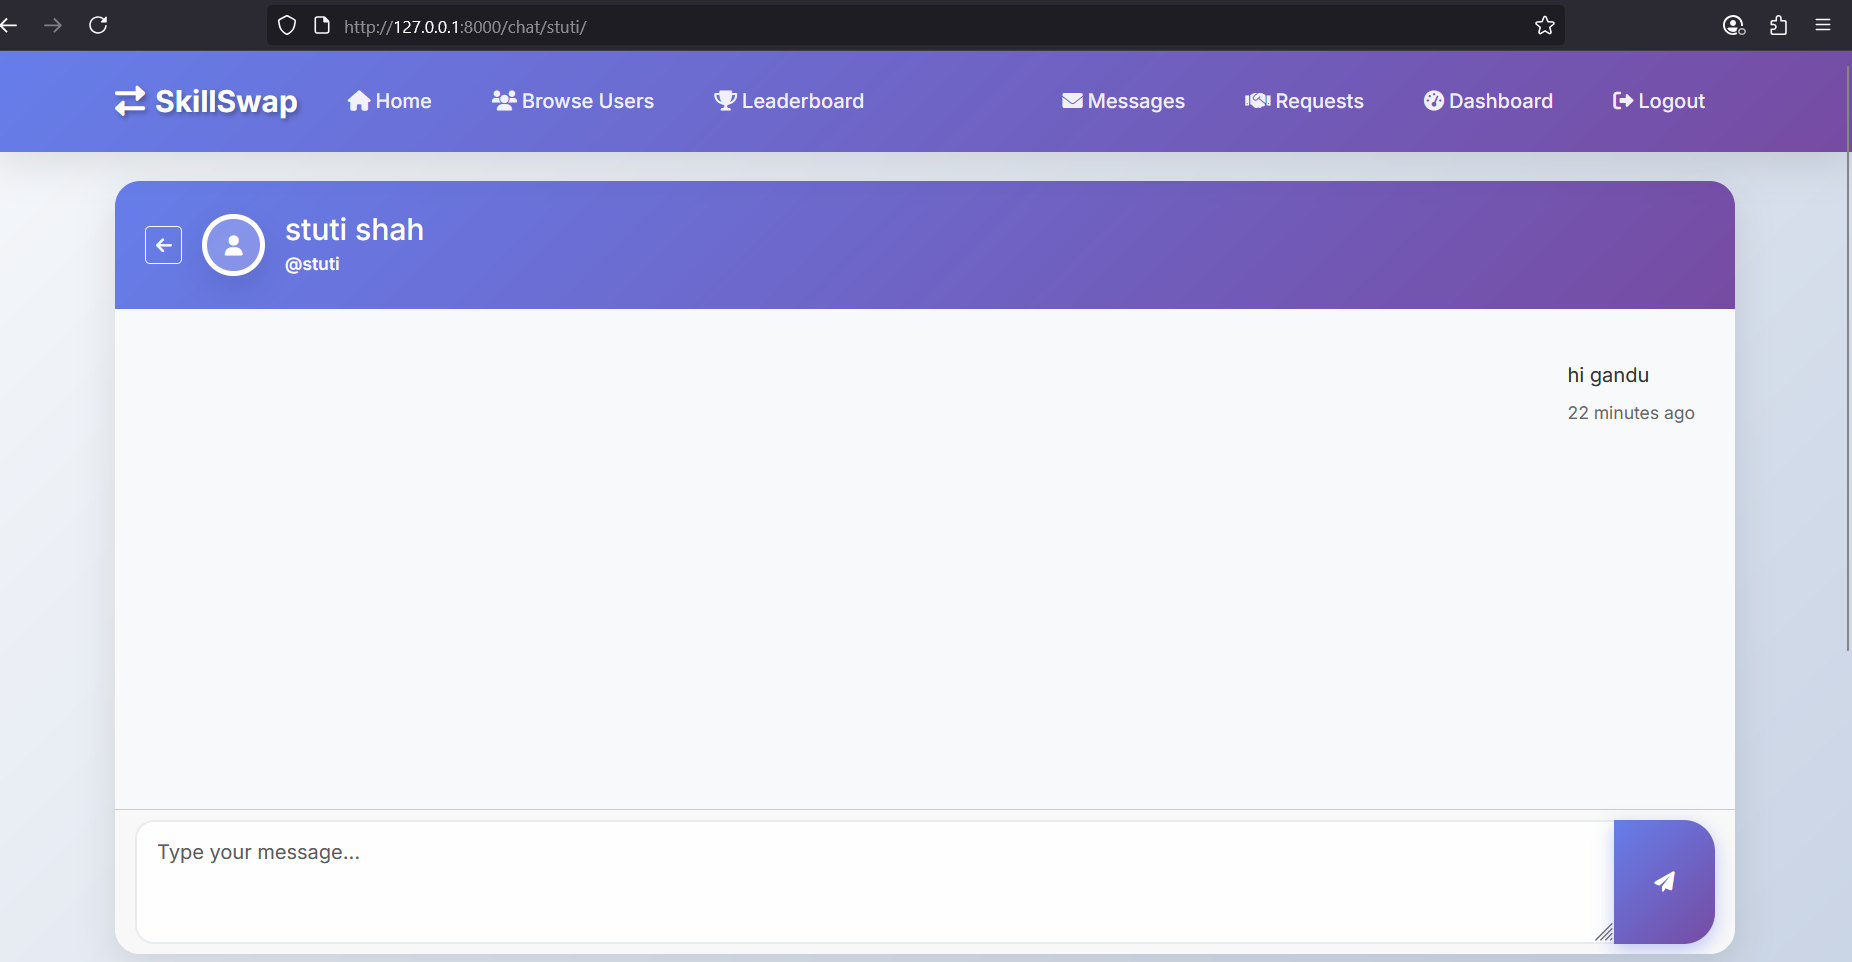 http://127.0.0.1:8000/chat/stuti/
SkillSwap Home Browse Users Leaderboard Messages Requests Dashboard Logout
stuti shah
@stuti
hi gandu
22 minutes ago
Type your message...